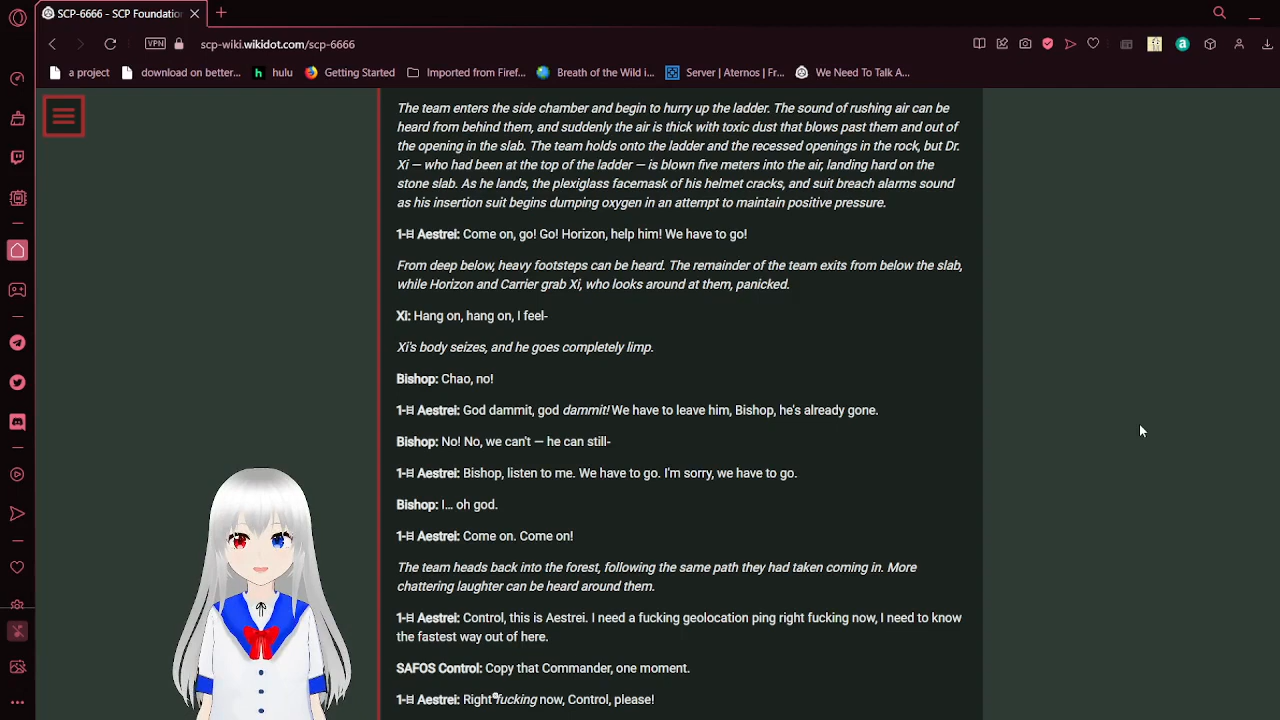 SCP-6666 - SCP Foundation
VPN
scp-wiki.wikidot.com/scp-6666
a project
download on better...
hulu
Getting Started
Imported from Firef...
Breath of the Wild i...
Server | Aternos | Fr...
We Need To Talk A...
The team enters the side chamber and begin to hurry up the ladder. The sound of rushing air can be
heard from behind them, and suddenly the air is thick with toxic dust that blows past them and out of
the opening in the slab. The team holds onto the ladder and the recessed openings in the rock, but Dr.
Xi — who had been at the top of the ladder — is blown five meters into the air, landing hard on the
stone slab. As he lands, the plexiglass facemask of his helmet cracks, and suit breach alarms sound
as his insertion suit begins dumping oxygen in an attempt to maintain positive pressure.
1-⌗ Aestrei: Come on, go! Go! Horizon, help him! We have to go!
From deep below, heavy footsteps can be heard. The remainder of the team exits from below the slab,
while Horizon and Carrier grab Xi, who looks around at them, panicked.
Xi: Hang on, hang on, I feel-
Xi's body seizes, and he goes completely limp.
Bishop: Chao, no!
1-⌗ Aestrei: God dammit, god dammit! We have to leave him, Bishop, he's already gone.
Bishop: No! No, we can't — he can still-
1-⌗ Aestrei: Bishop, listen to me. We have to go. I'm sorry, we have to go.
Bishop: I… oh god.
1-⌗ Aestrei: Come on. Come on!
The team heads back into the forest, following the same path they had taken coming in. More
chattering laughter can be heard around them.
1-⌗ Aestrei: Control, this is Aestrei. I need a fucking geolocation ping right fucking now, I need to know
the fastest way out of here.
SAFOS Control: Copy that Commander, one moment.
1-⌗ Aestrei: Right fucking now, Control, please!